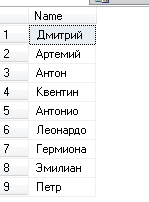 Name
1 Дмитрий
2 Артемий
3 Антон
4 Квентин
5 Антонио
6 Леонардо
7 Гермиона
8 Эмилиан
9 Петр